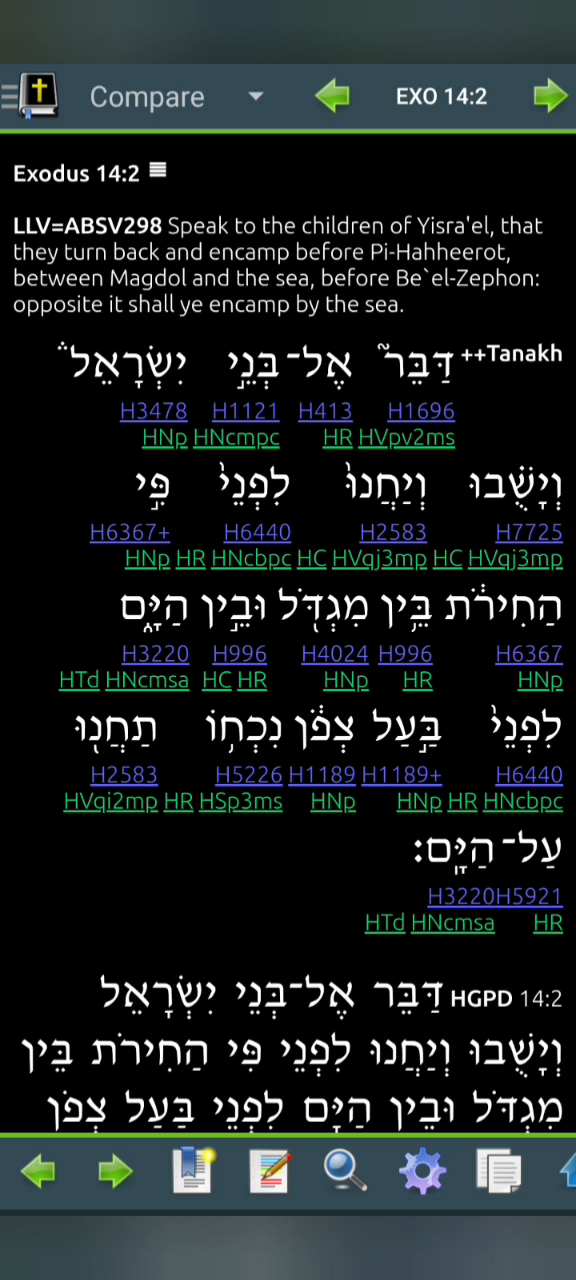 Compare
EXO 14:2
Exodus 14:2
LLV=ABSV298 Speak to the children of Yisra'el, that
they turn back and encamp before Pi-Hahheerot,
between Magdol and the sea, before Be`el-Zephon:
opposite it shall ye encamp by the sea.
++Tanakh דַּבֵּר֮ אֶל־בְּנֵ֣י יִשְׂרָאֵל֒
H3478 H1121 H413 H1696
HNp HNcmpc HR HVpv2ms
וְיָשֻׁ֗בוּ וְיַחֲנוּ֙ לִפְנֵי֙ פִּ֣י
H6367+ H6440 H2583 H7725
HNp HR HNcbpc HC HVqj3mp HC HVqj3mp
הַחִירֹ֔ת בֵּ֥ין מִגְדֹּ֖ל וּבֵ֣ין הַיָּ֑ם
H3220 H996 H4024 H996 H6367
HTd HNcmsa HC HR HNp HR HNp
לִפְנֵי֙ בַּ֣עַל צְפֹ֔ן נִכְח֥וֹ תַחֲנ֖וּ
H2583 H5226 H1189 H1189+ H6440
HVqi2mp HR HSp3ms HNp HNp HR HNcbpc
עַל־הַיָּֽם׃
H3220H5921
HTd HNcmsa HR
HGPD 14:2 דַּבֵּר אֶל־בְּנֵי יִשְׂרָאֵל
וְיָשֻׁבוּ וְיַחֲנוּ לִפְנֵי פִּי הַחִירֹת בֵּין
מִגְדֹּל וּבֵין הַיָּם לִפְנֵי בַּעַל צְפֹן